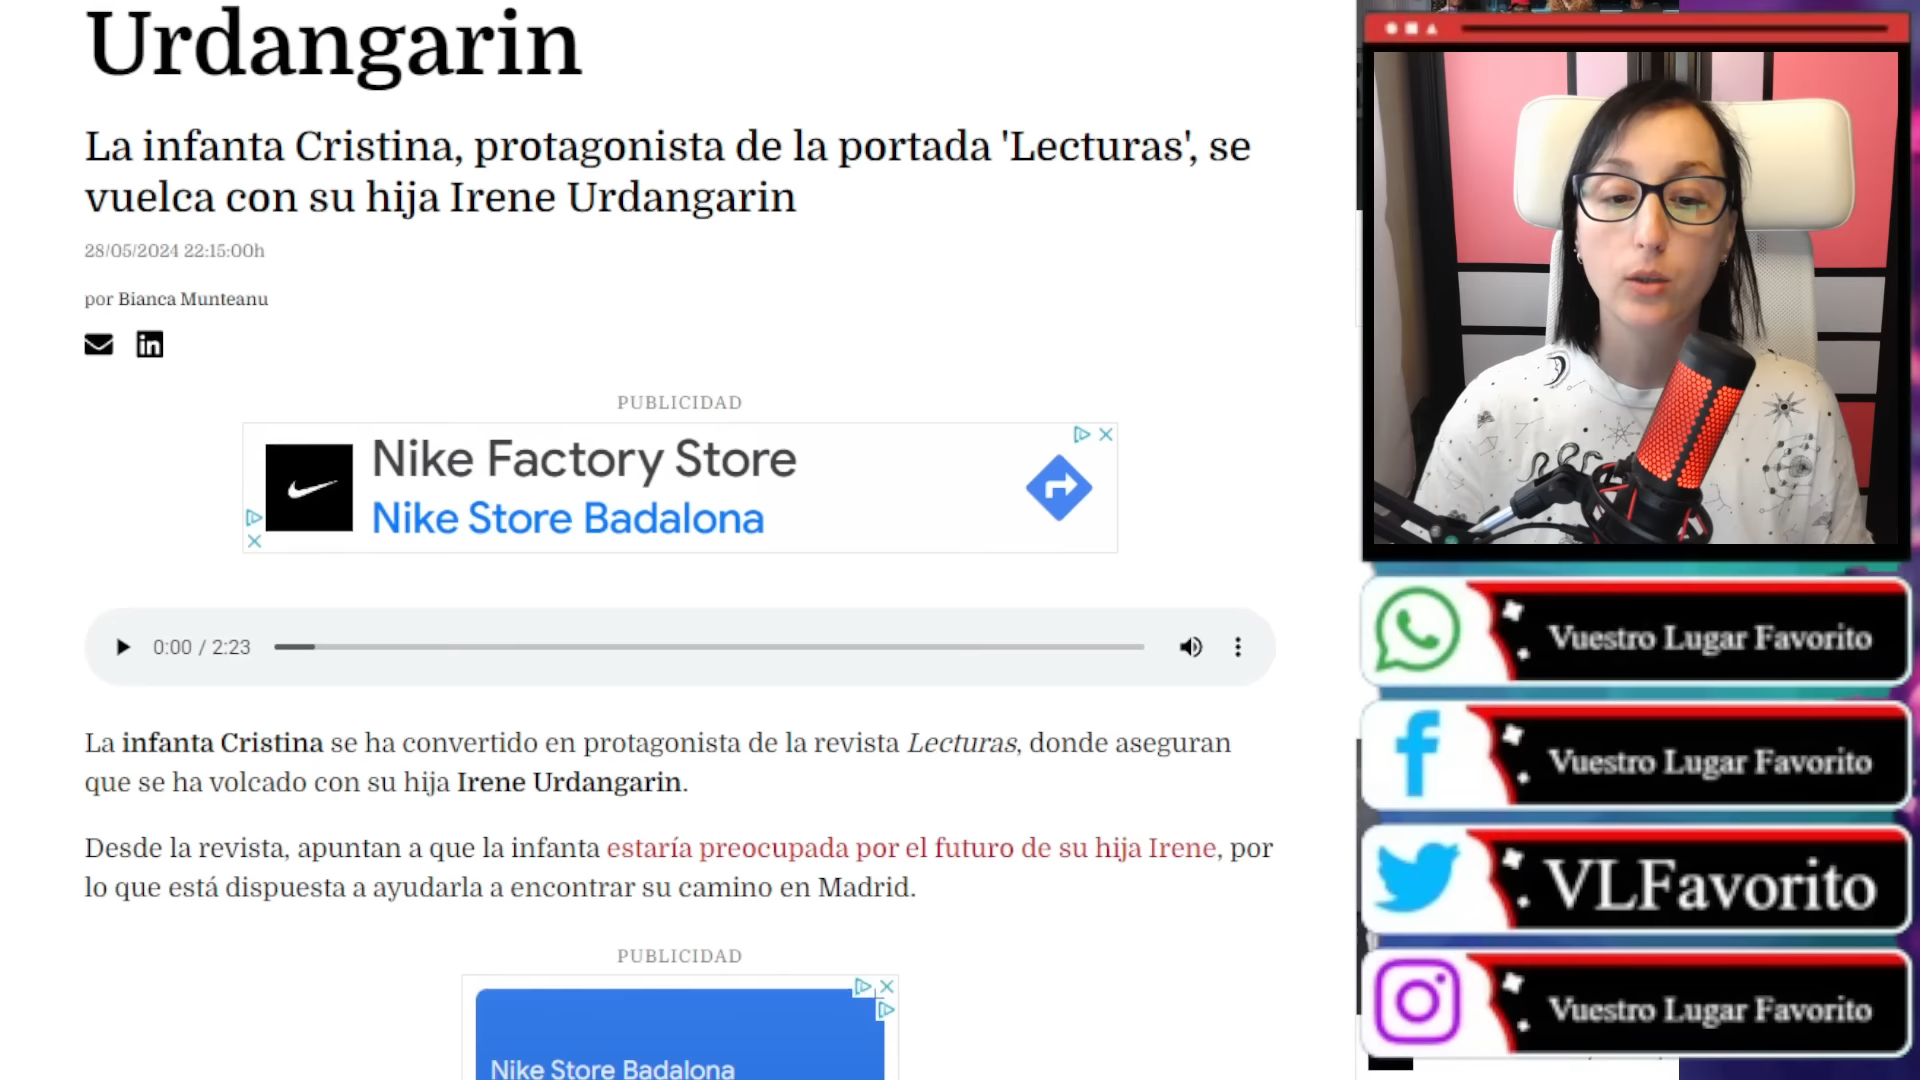 Urdangarin
La infanta Cristina, protagonista de la portada 'Lecturas', se
vuelca con su hija Irene Urdangarin
28/05/2024 22:15:00h
por Bianca Munteanu
in
PUBLICIDAD
Nike Factory Store
Nike Store Badalona
0:00 / 2:23
La infanta Cristina se ha convertido en protagonista de la revista Lecturas, donde aseguran
que se ha volcado con su hija Irene Urdangarin.
Desde la revista, apuntan a que la infanta estaría preocupada por el futuro de su hija Irene, por
lo que está dispuesta a ayudarla a encontrar su camino en Madrid.
PUBLICIDAD
Nike Store Badalona
Vuestro Lugar Favorito
Vuestro Lugar Favorito
VLFavorito
Vuestro Lugar Favorito